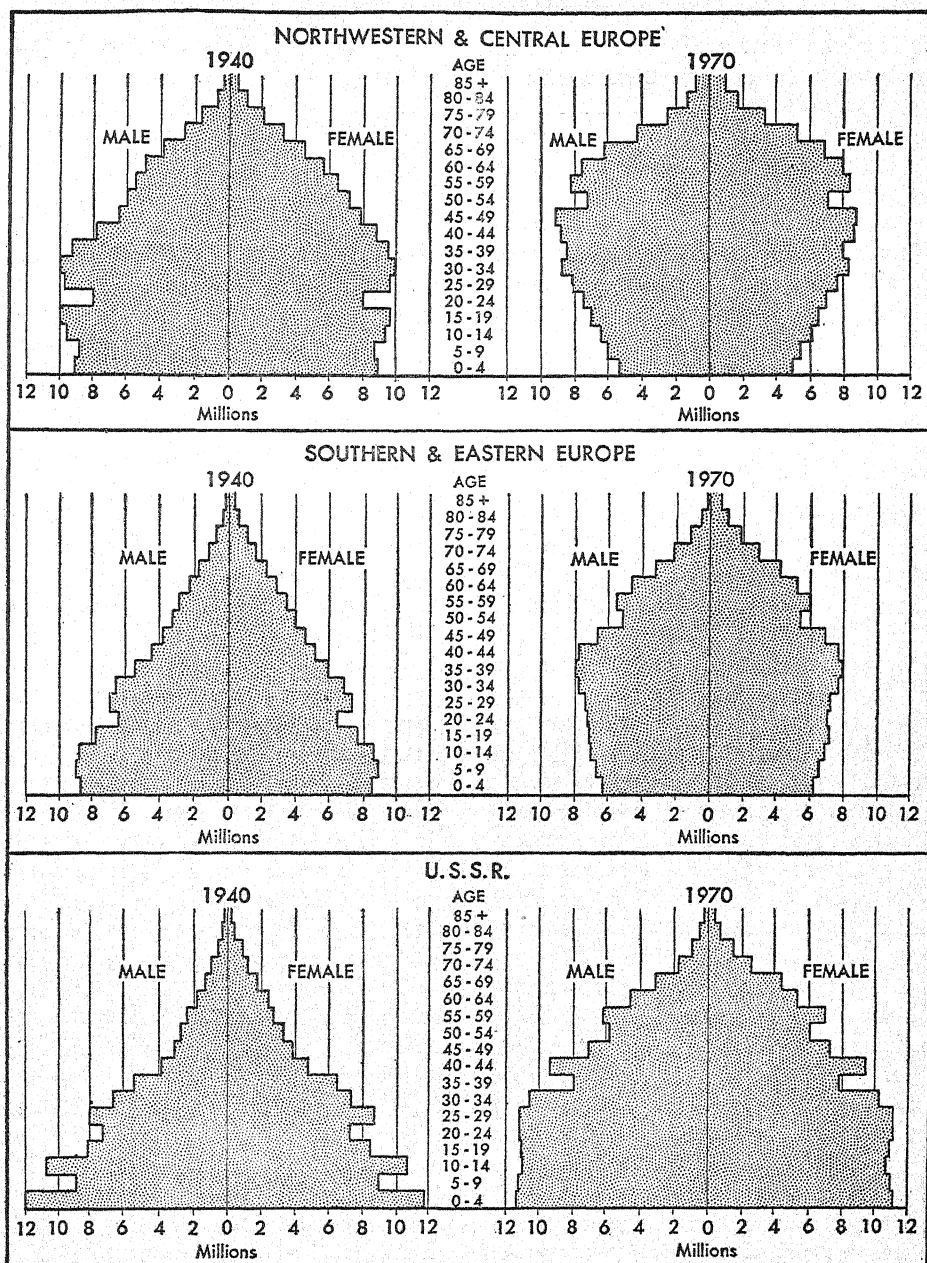 NORTHWESTERN & CENTRAL EUROPE
1940 AGE 1970
85 +
80 - 84
75 - 79
MALE FEMALE 70 - 74 MALE FEMALE
65 - 69
60 - 64
55 - 59
50 - 54
45 - 49
40 - 44
35 - 39
30 - 34
25 - 29
20 - 24
15 - 19
10 - 14
5 - 9
0 - 4
12 10 8 6 4 2 0 2 4 6 8 10 12 12 10 8 6 4 2 0 2 4 6 8 10 12
Millions Millions
SOUTHERN & EASTERN EUROPE
1940 AGE 1970
85 +
80 - 84
75 - 79
70 - 74
MALE FEMALE 65 - 69 MALE FEMALE
60 - 64
55 - 59
50 - 54
45 - 49
40 - 44
35 - 39
30 - 34
25 - 29
20 - 24
15 - 19
10 - 14
5 - 9
0 - 4
12 10 8 6 4 2 0 2 4 6 8 10 12 12 10 8 6 4 2 0 2 4 6 8 10 12
Millions Millions
U.S.S.R.
1940 AGE 1970
85 +
80 - 84
75 - 79
MALE FEMALE 70 - 74 MALE FEMALE
65 - 69
60 - 64
55 - 59
50 - 54
45 - 49
40 - 44
35 - 39
30 - 34
25 - 29
20 - 24
15 - 19
10 - 14
5 - 9
0 - 4
12 10 8 6 4 2 0 2 4 6 8 10 12 12 10 8 6 4 2 0 2 4 6 8 10 12
Millions Millions